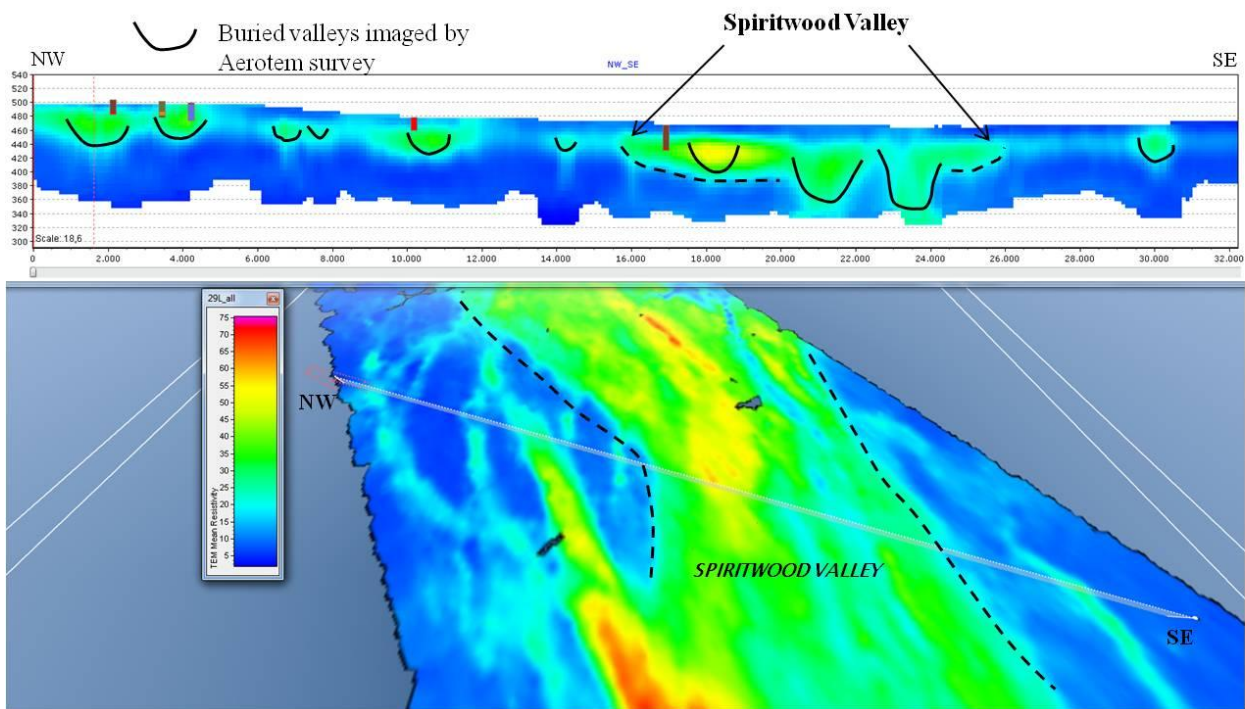 Spiritwood Valley
Buried valleys imaged by
Aerotem survey
NW
NW_SE
SE
540
520
500
480
460
440
420
400
380
360
340
320
300
Scale: 18,6
0 2.000 4.000 6.000 8.000 10.000 12.000 14.000 16.000 18.000 20.000 22.000 24.000 26.000 28.000 30.000 32.000
29L_all
75
70
65
60
55
50
45
40
35
30
25
20
15
10
5
TEM Mean Resistivity
NW
SPIRITWOOD VALLEY
SE